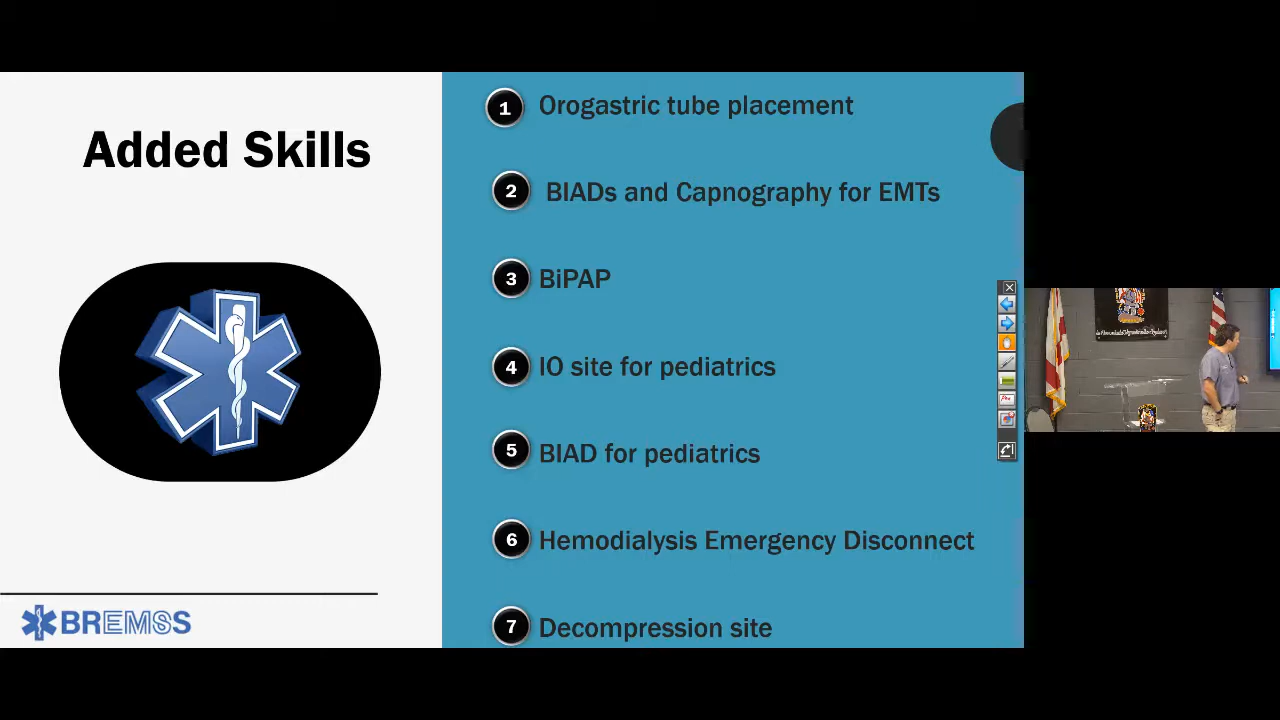 Added Skills
1 Orogastric tube placement
2 BIADs and Capnography for EMTs
3 BiPAP
4 IO site for pediatrics
5 BIAD for pediatrics
6 Hemodialysis Emergency Disconnect
7 Decompression site
BREMSS